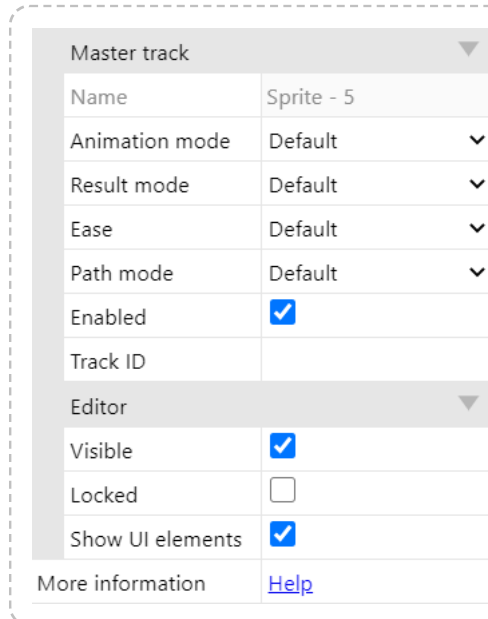 Master track
Name Sprite - 5
Animation mode Default
Result mode Default
Ease Default
Path mode Default
Enabled
Track ID
Editor
Visible
Locked
Show UI elements
More information Help